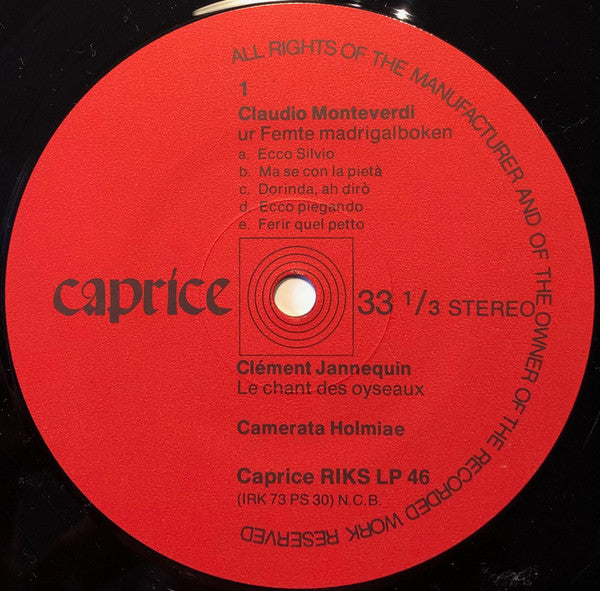 ALL RIGHTS OF THE MANUFACTURER AND OF THE OWNER OF THE RECORDED WORK RESERVED
1
Claudio Monteverdi
ur Femte madrigalboken
a. Ecco Silvio
b. Ma se con la pietà
c. Dorinda, ah dirò
d. Ecco piegando
e. Ferir quel petto
caprice
33 1/3 STEREO
Clément Jannequin
Le chant des oyseaux
Camerata Holmiae
Caprice RIKS LP 46
(IRK 73 PS 30) N.C.B.